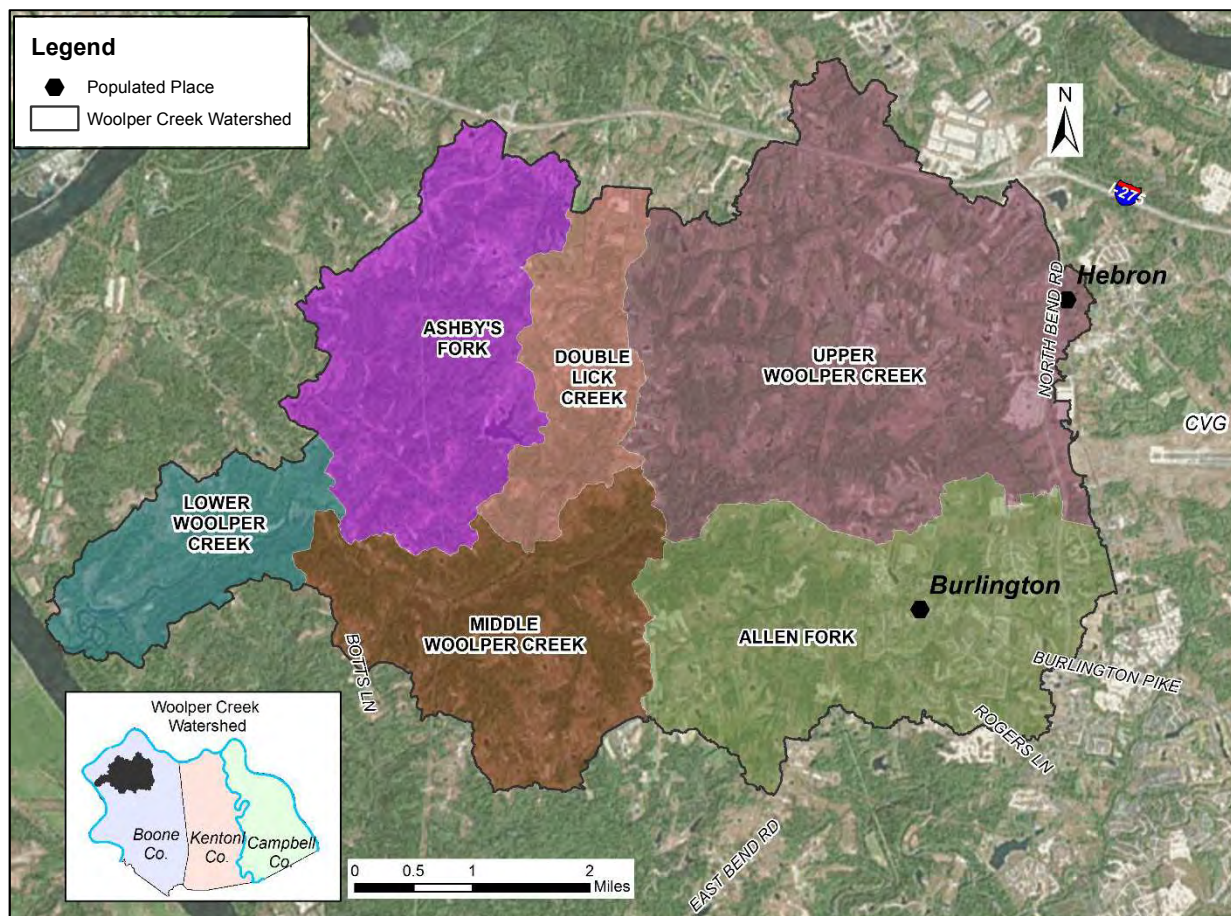 Legend
Populated Place
Woolper Creek Watershed
N
I-275
Hebron
NORTH BEND RD
ASHBY'S
FORK
DOUBLE
LICK
CREEK
UPPER
WOOLPER CREEK
CVG
LOWER
WOOLPER
CREEK
Burlington
MIDDLE
WOOLPER CREEK
ALLEN FORK
BOTTS LN
BURLINGTON PIKE
ROGERS LN
EAST BEND RD
Woolper Creek
Watershed
Boone
Co.
Kentonl
Co.
Campbell
Co.
0 0.5 1 2
Miles